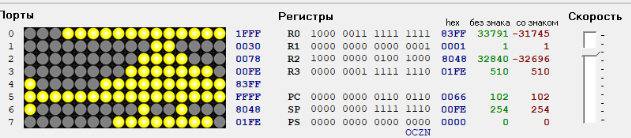 Порты Регистры hex без знака со знаком Скорость
0 1FFF R0 1000 0011 1111 1111 83FF 33791 -31745
1 0030 R1 0000 0000 0000 0001 0001 1 1
2 0078 R2 1000 0000 0100 1000 8048 32840 -32696
3 00FE R3 0000 0001 1111 1110 01FE 510 510
4 83FF
5 FFFF PC 0000 0000 0110 0110 0066 102 102
6 8048 SP 0000 0000 1111 1110 00FE 254 254
7 01FE PS 0000 0000 0000 0000 0000 0 0
OCZN